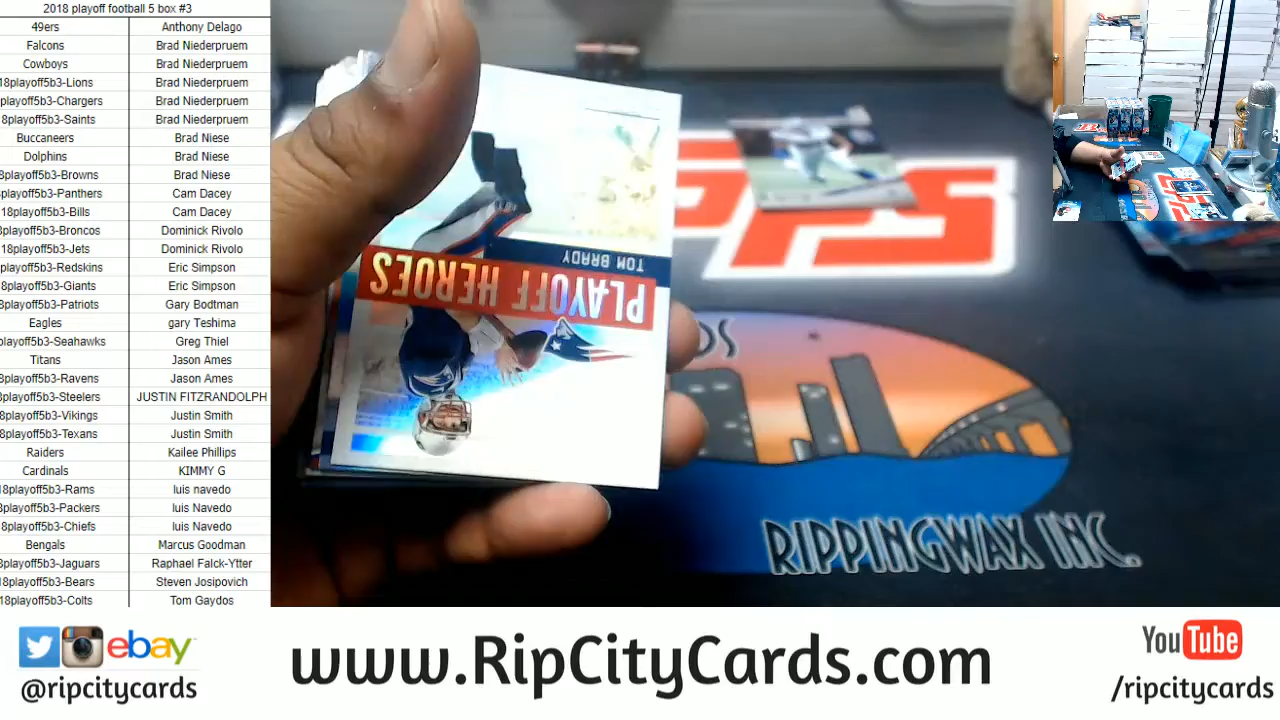 2018 playoff football 5 box #3
49ers Anthony Delago
Falcons Brad Niederpruem
Cowboys Brad Niederpruem
18playoff5b3-Lions Brad Niederpruem
playoff5b3-Chargers Brad Niederpruem
8playoff5b3-Saints Brad Niederpruem
Buccaneers Brad Niese
Dolphins Brad Niese
8playoff5b3-Browns Brad Niese
playoff5b3-Panthers Cam Dacey
18playoff5b3-Bills Cam Dacey
8playoff5b3-Broncos Dominick Rivolo
18playoff5b3-Jets Dominick Rivolo
playoff5b3-Redskins Eric Simpson
8playoff5b3-Giants Eric Simpson
8playoff5b3-Patriots Gary Bodtman
Eagles gary Teshima
playoff5b3-Seahawks Greg Thiel
Titans Jason Ames
8playoff5b3-Ravens Jason Ames
8playoff5b3-Steelers JUSTIN FITZRANDOLPH
8playoff5b3-Vikings Justin Smith
8playoff5b3-Texans Justin Smith
Raiders Kailee Phillips
Cardinals KIMMY G
18playoff5b3-Rams luis navedo
8playoff5b3-Packers luis Navedo
8playoff5b3-Chiefs luis Navedo
Bengals Marcus Goodman
8playoff5b3-Jaguars Raphael Falck-Ytter
18playoff5b3-Bears Steven Josipovich
18playoff5b3-Colts Tom Gaydos
TOM BRADY
PLAYOFF HEROES
RIPPINGWAX INC.
ebay
@ripcitycards
www.RipCityCards.com
YouTube
/ripcitycards